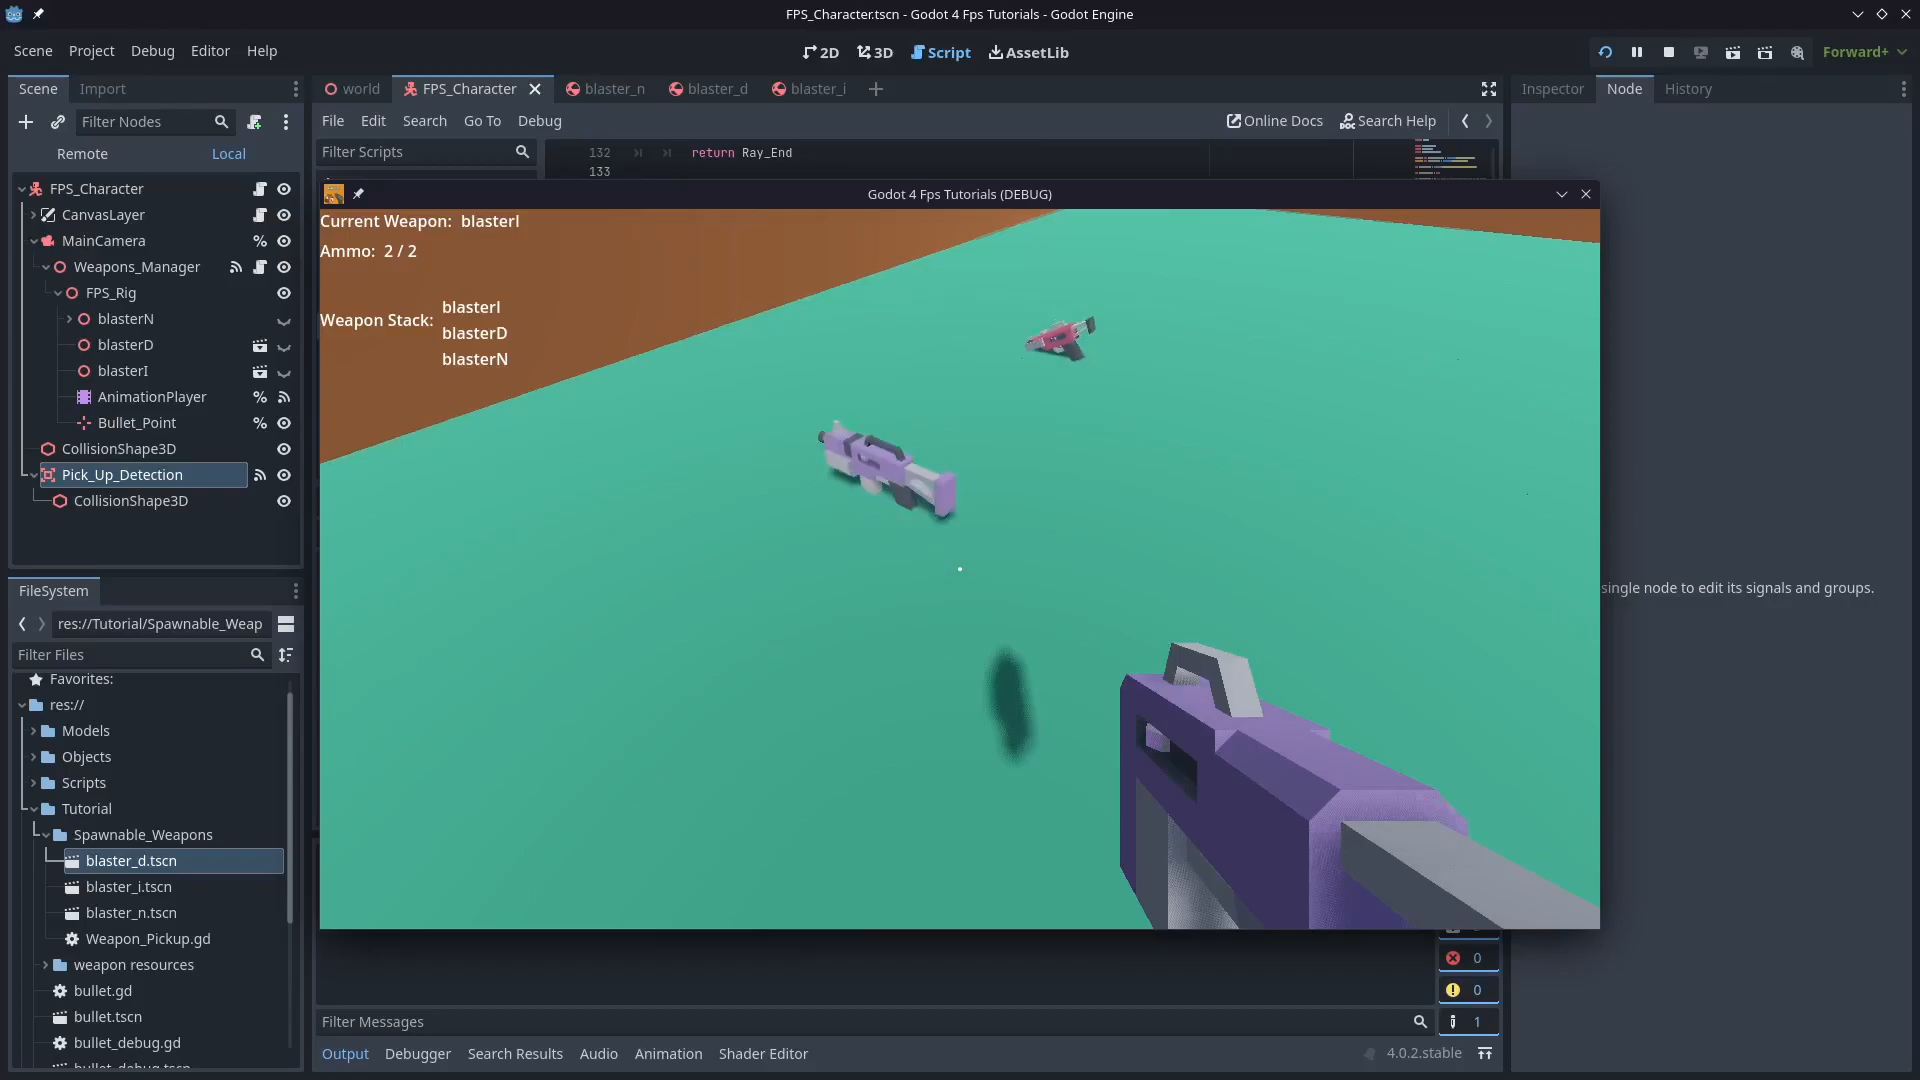 FPS_Character.tscn - Godot 4 Fps Tutorials - Godot Engine
Scene Project Debug Editor Help
2D 3D Script AssetLib
Forward+
Scene Import
world FPS_Character blaster_n blaster_d blaster_i
Inspector Node History
Filter Nodes
File Edit Search Go To Debug
Online Docs Search Help
Remote Local
Filter Scripts
132 return Ray_End
133
FPS_Character
CanvasLayer
MainCamera
Weapons_Manager
FPS_Rig
blasterN
blasterD
blasterI
AnimationPlayer
Bullet_Point
CollisionShape3D
Pick_Up_Detection
CollisionShape3D
Godot 4 Fps Tutorials (DEBUG)
Current Weapon: blasterI
Ammo: 2 / 2
Weapon Stack:
blasterI
blasterD
blasterN
single node to edit its signals and groups.
FileSystem
res://Tutorial/Spawnable_Weap
Filter Files
Favorites:
res://
Models
Objects
Scripts
Tutorial
Spawnable_Weapons
blaster_d.tscn
blaster_i.tscn
blaster_n.tscn
Weapon_Pickup.gd
weapon resources
bullet.gd
bullet.tscn
bullet_debug.gd
bullet_debug.tscn
0
0
1
Filter Messages
Output Debugger Search Results Audio Animation Shader Editor
4.0.2.stable